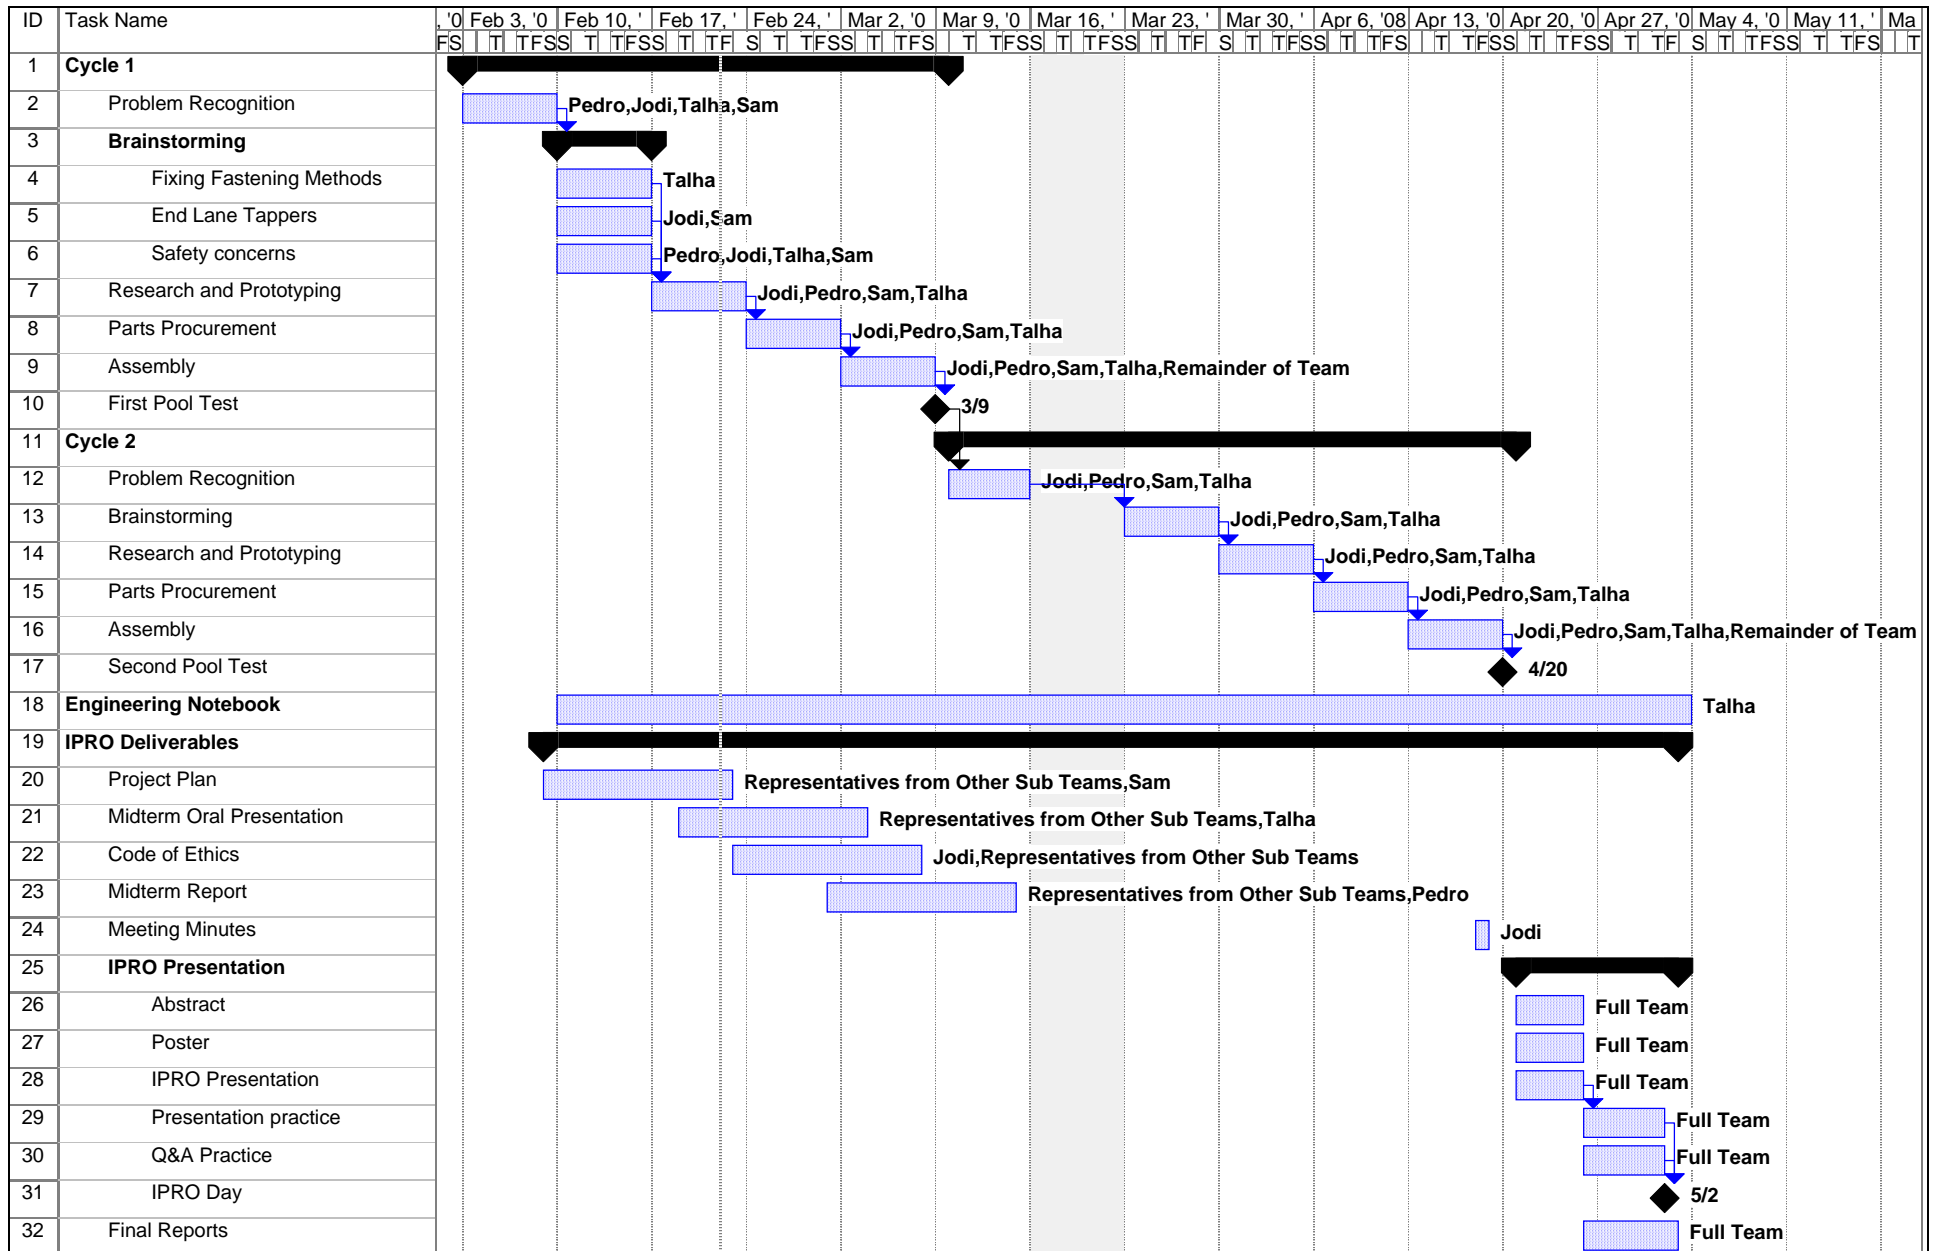 ID Task Name , '0 Feb 3, '0 Feb 10, ' Feb 17, ' Feb 24, ' Mar 2, '0 Mar 9, '0 Mar 16, ' Mar 23, ' Mar 30, ' Apr 6, '08 Apr 13, '0 Apr 20, '0 Apr 27, '0 May 4, '0 May 11, ' Ma
F S T T F S S T T F S S T T F S T T F S S T T F S T T F S S T T F S S T T F S T T F S S T T F S T T F S S T T F S S T T F S T T F S S T T F S T
1 Cycle 1
2 Problem Recognition Pedro,Jodi,Talha,Sam
3 Brainstorming
4 Fixing Fastening Methods Talha
5 End Lane Tappers Jodi,Sam
6 Safety concerns Pedro,Jodi,Talha,Sam
7 Research and Prototyping Jodi,Pedro,Sam,Talha
8 Parts Procurement Jodi,Pedro,Sam,Talha
9 Assembly Jodi,Pedro,Sam,Talha,Remainder of Team
10 First Pool Test 3/9
11 Cycle 2
12 Problem Recognition Jodi,Pedro,Sam,Talha
13 Brainstorming Jodi,Pedro,Sam,Talha
14 Research and Prototyping Jodi,Pedro,Sam,Talha
15 Parts Procurement Jodi,Pedro,Sam,Talha
16 Assembly Jodi,Pedro,Sam,Talha,Remainder of Team
17 Second Pool Test 4/20
18 Engineering Notebook Talha
19 IPRO Deliverables
20 Project Plan Representatives from Other Sub Teams,Sam
21 Midterm Oral Presentation Representatives from Other Sub Teams,Talha
22 Code of Ethics Jodi,Representatives from Other Sub Teams
23 Midterm Report Representatives from Other Sub Teams,Pedro
24 Meeting Minutes Jodi
25 IPRO Presentation
26 Abstract Full Team
27 Poster Full Team
28 IPRO Presentation Full Team
29 Presentation practice Full Team
30 Q&A Practice Full Team
31 IPRO Day 5/2
32 Final Reports Full Team